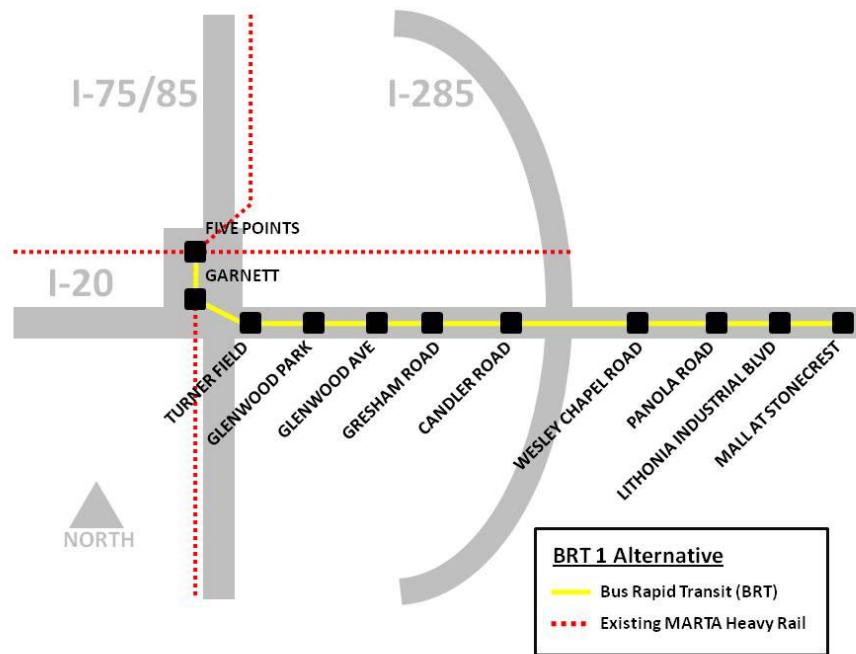 I-75/85
I-285
FIVE POINTS
GARNETT
I-20
TURNER FIELD
GLENWOOD PARK
GLENWOOD AVE
GRESHAM ROAD
CANDLER ROAD
WESLEY CHAPEL ROAD
PANOLA ROAD
LITHONIA INDUSTRIAL BLVD
MALL AT STONECREST
NORTH
BRT 1 Alternative
Bus Rapid Transit (BRT)
Existing MARTA Heavy Rail